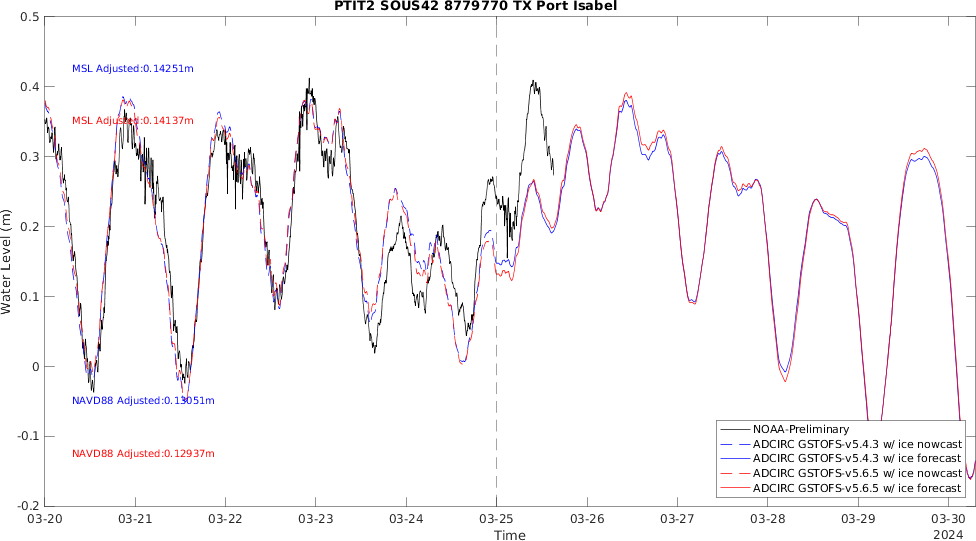 PTIT2 SOUS42 8779770 TX Port Isabel
0.5
0.4
0.3
0.2
0.1
0
-0.1
-0.2
Water Level (m)
MSL Adjusted:0.14251m
MSL Adjusted:0.14137m
NAVD88 Adjusted:0.13051m
NAVD88 Adjusted:0.12937m
NOAA-Preliminary
ADCIRC GSTOFS-v5.4.3 w/ ice nowcast
ADCIRC GSTOFS-v5.4.3 w/ ice forecast
ADCIRC GSTOFS-v5.6.5 w/ ice nowcast
ADCIRC GSTOFS-v5.6.5 w/ ice forecast
03-20 03-21 03-22 03-23 03-24 03-25 03-26 03-27 03-28 03-29 03-30
Time 2024